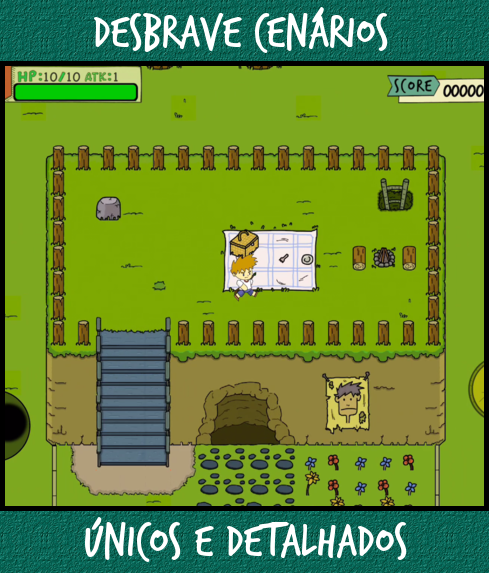 DESBRAVE CENÁRIOS
HP:10/10 ATK:1
SCORE 00000
ÚNICOS E DETALHADOS